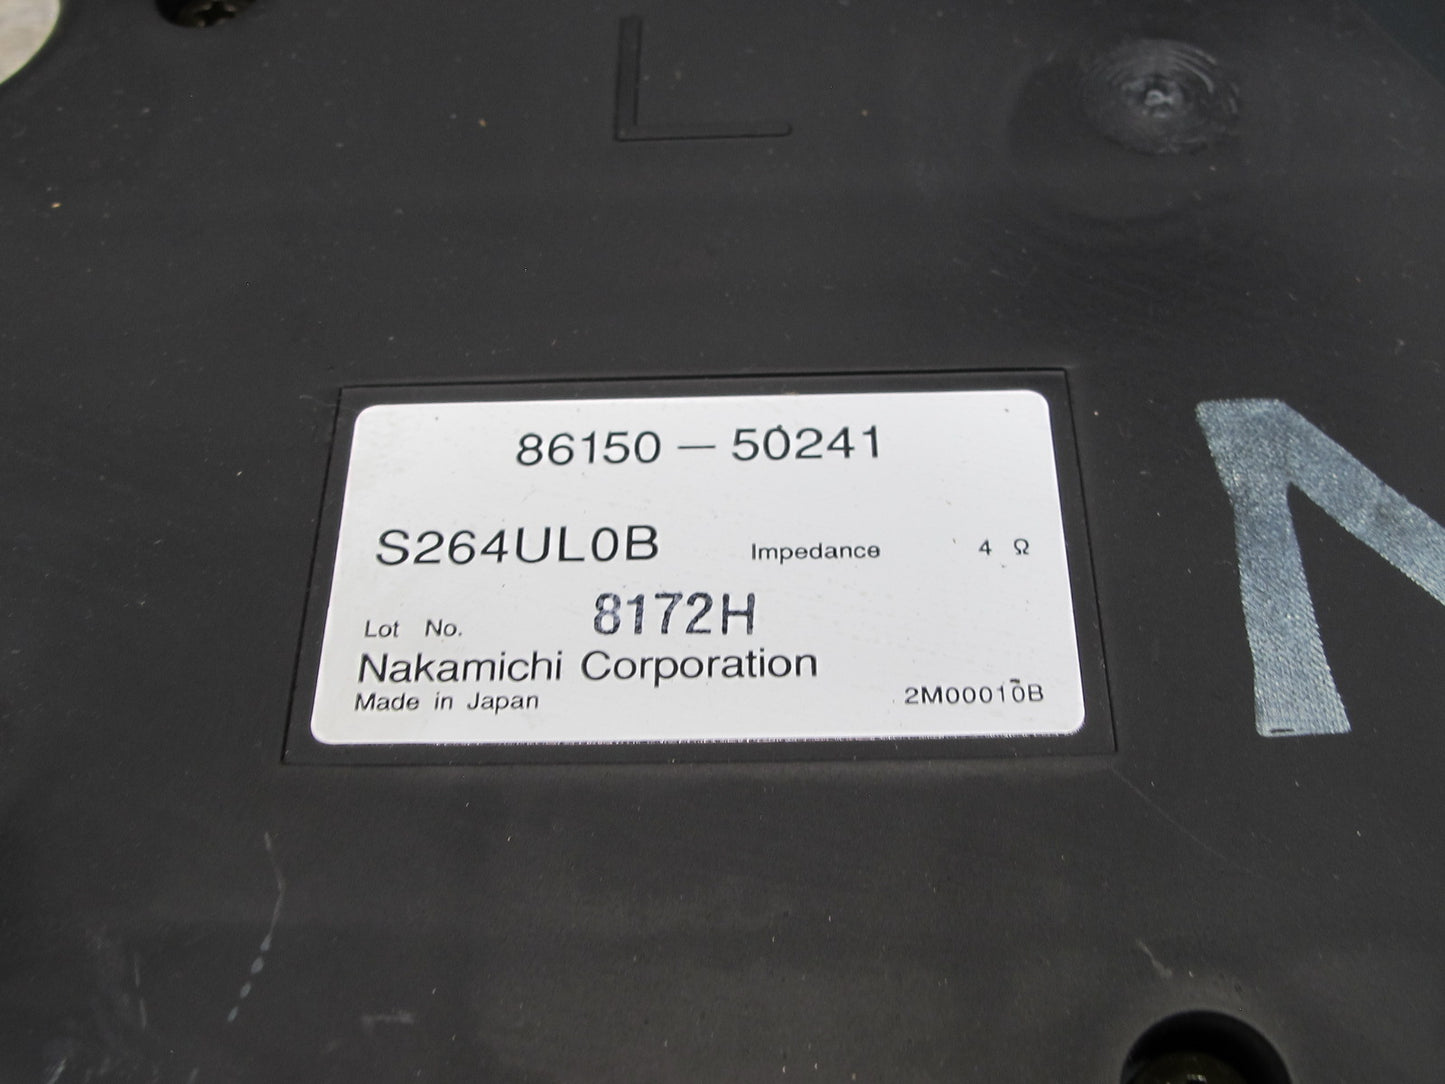 L
86150 — 50241
S264UL0B Impedance 4 Ω
Lot No. 8172H
Nakamichi Corporation
Made in Japan 2M00010B